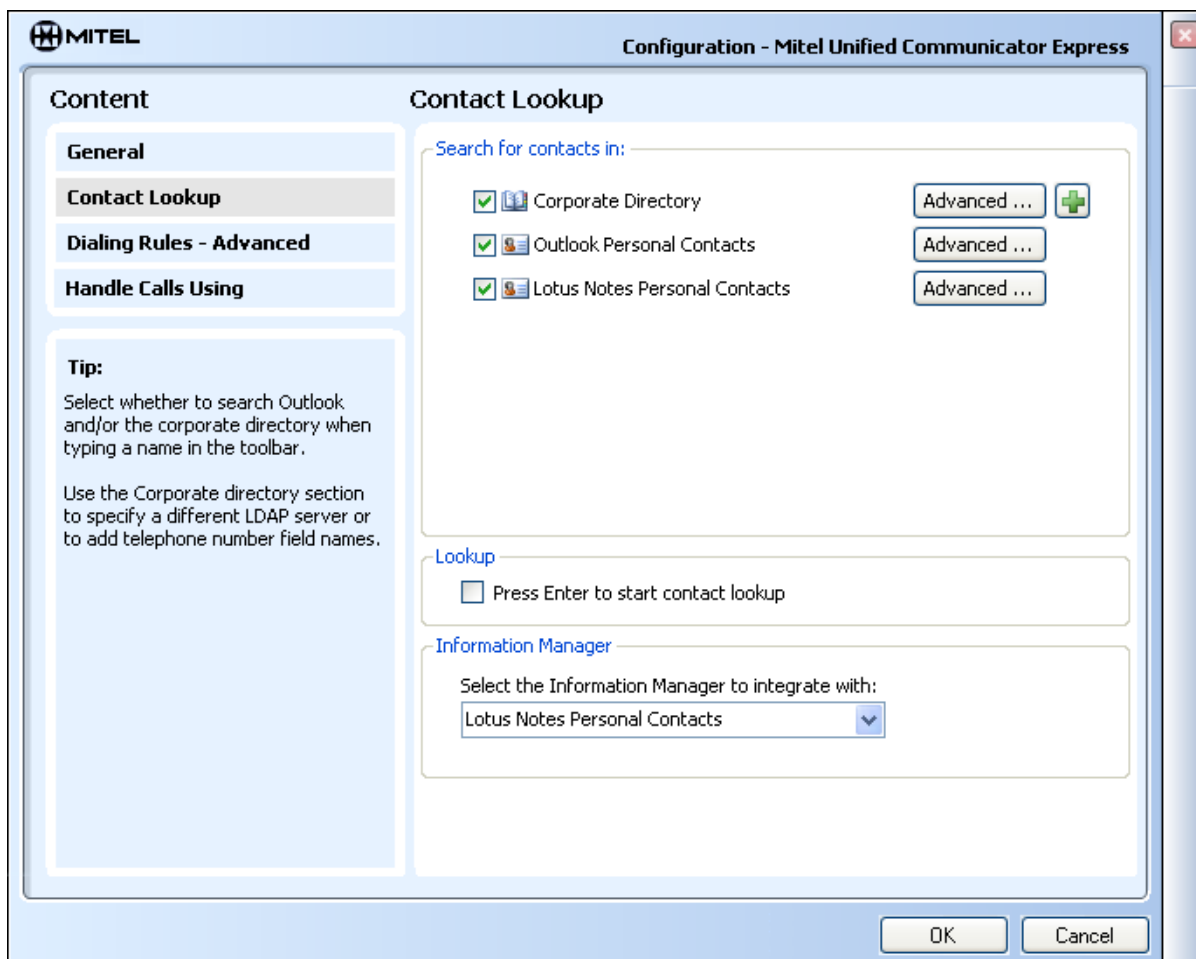 MITEL
Configuration - Mitel Unified Communicator Express
Content
General
Contact Lookup
Dialing Rules - Advanced
Handle Calls Using
Tip:
Select whether to search Outlook
and/or the corporate directory when
typing a name in the toolbar.
Use the Corporate directory section
to specify a different LDAP server or
to add telephone number field names.
Contact Lookup
Search for contacts in:
Corporate Directory Advanced ...
Outlook Personal Contacts Advanced ...
Lotus Notes Personal Contacts Advanced ...
Lookup
Press Enter to start contact lookup
Information Manager
Select the Information Manager to integrate with:
Lotus Notes Personal Contacts
OK Cancel